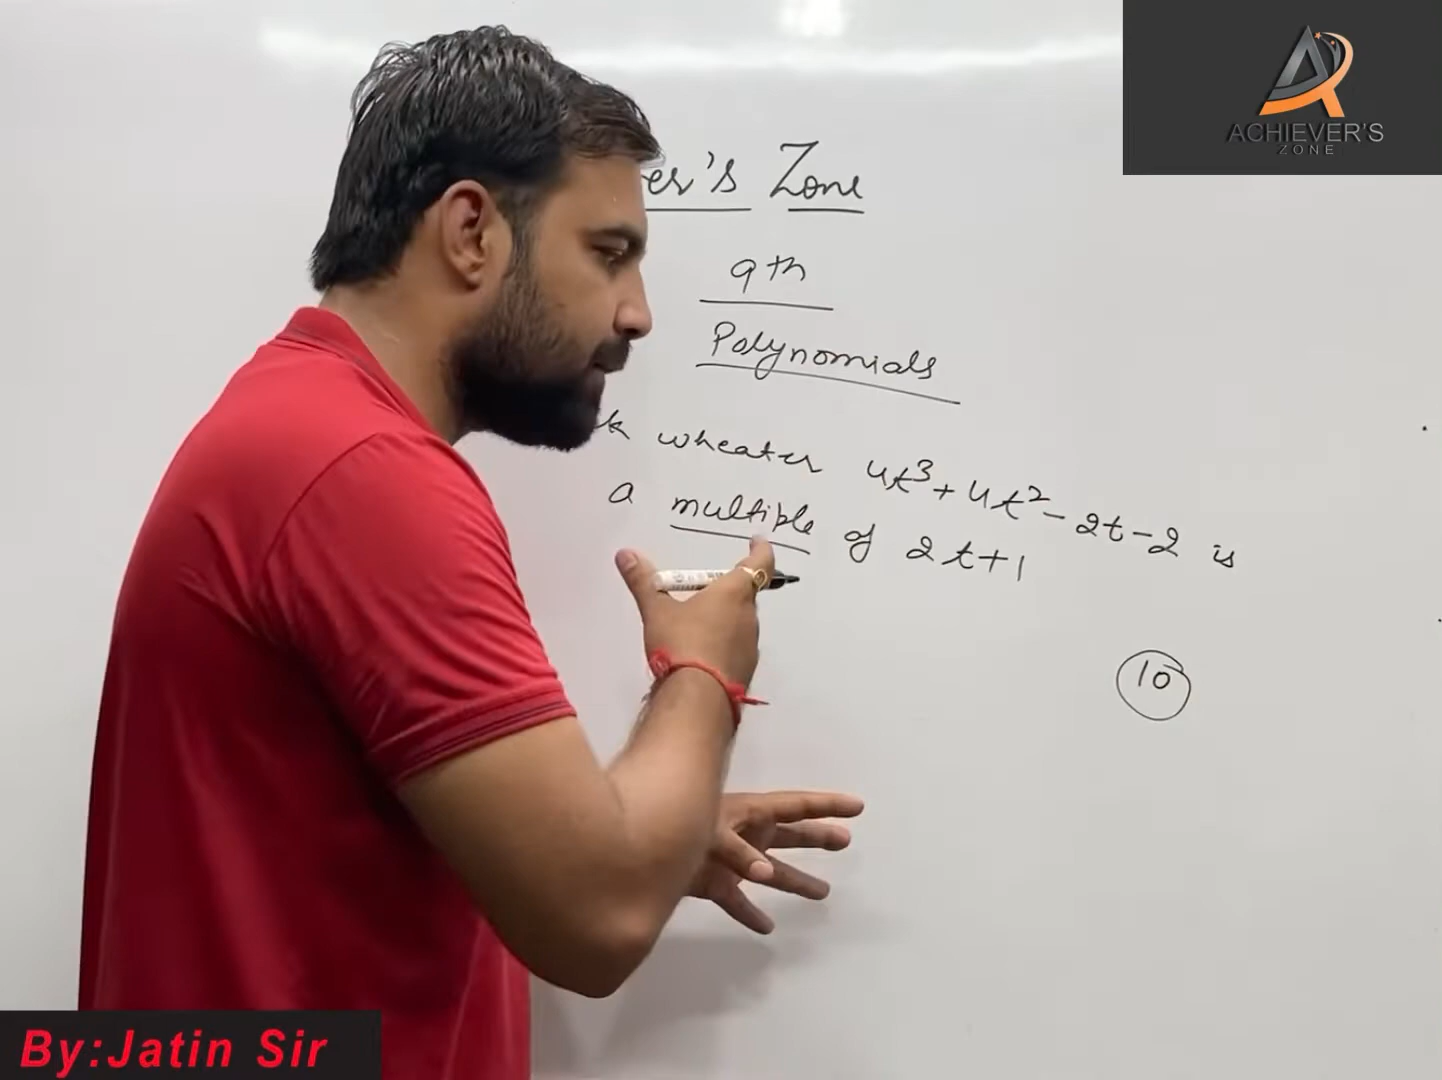 ACHIEVER'S
ZONE
er's Zone
9th
Polynomials
k wheater 4t³+4t²-2t-2 is
a multiple of 2t+1
10
By:Jatin Sir